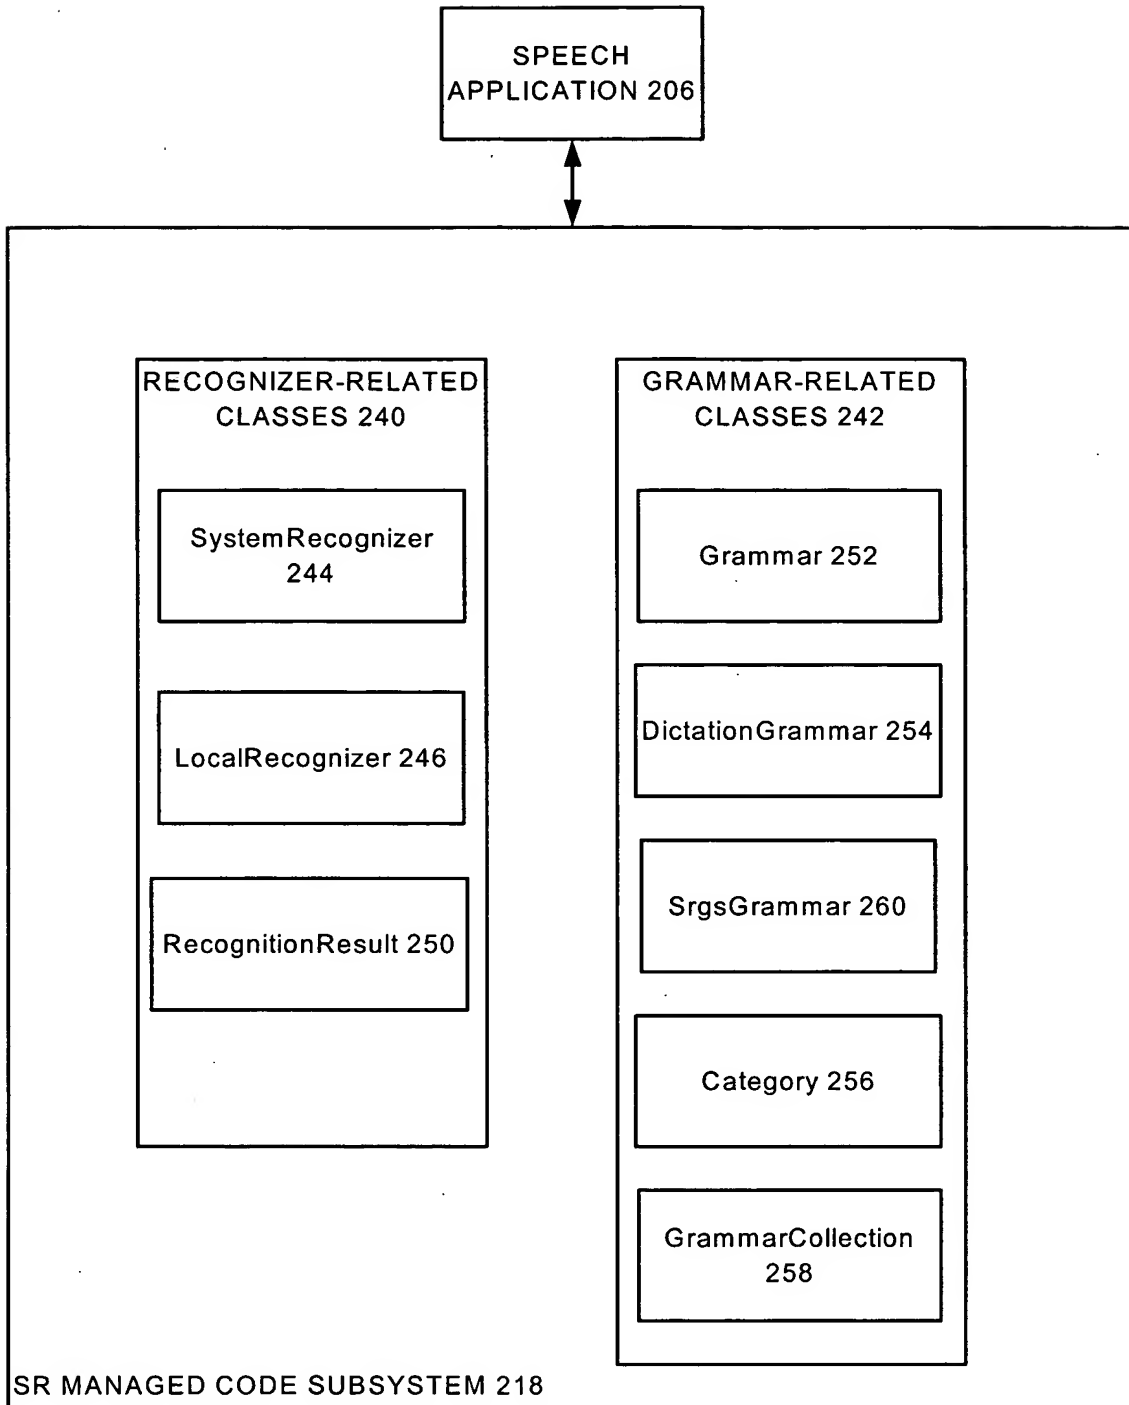 SPEECH
APPLICATION 206
RECOGNIZER-RELATED
CLASSES 240
SystemRecognizer
244
LocalRecognizer 246
RecognitionResult 250
GRAMMAR-RELATED
CLASSES 242
Grammar 252
DictationGrammar 254
SrgsGrammar 260
Category 256
GrammarCollection
258
SR MANAGED CODE SUBSYSTEM 218